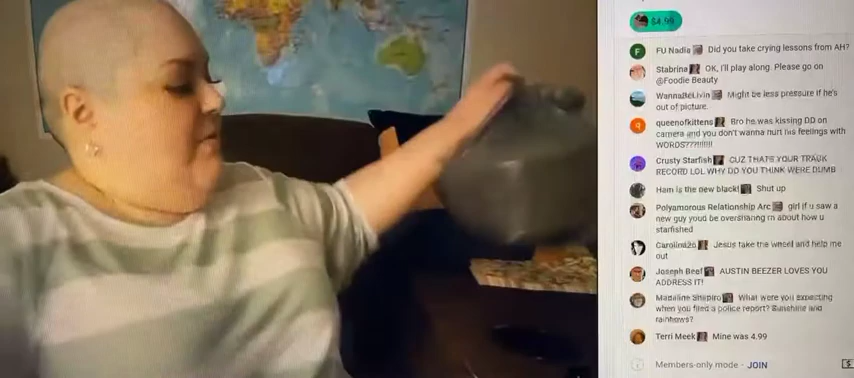 $4.99
F FU Nadia Did you take crying lessons from AH?
Stabrina OK, I'll play along. Please go on
@Foodie Beauty
WannaBeLivin Might be less pressure if he's
out of picture.
q queenofkittens Bro he was kissing DD on
camera and you don't wanna hurt his feelings with
WORDS???!!!!!!
Crusty Starfish CUZ THATS YOUR TRACK
RECORD LOL WHY DO YOU THINK WERE DUMB
Ham is the new black! Shut up
Polyamorous Relationship Arc girl if u saw a
new guy youd be oversharing rn about how u
starfished
Carolina26 Jesus take the wheel and help me
out
Joseph Beef AUSTIN BEEZER LOVES YOU
ADDRESS IT!
Madaline Shapiro What were you expecting
when you filed a police report? Sunshine and
rainbows?
Terri Meek Mine was 4.99
Members-only mode - JOIN